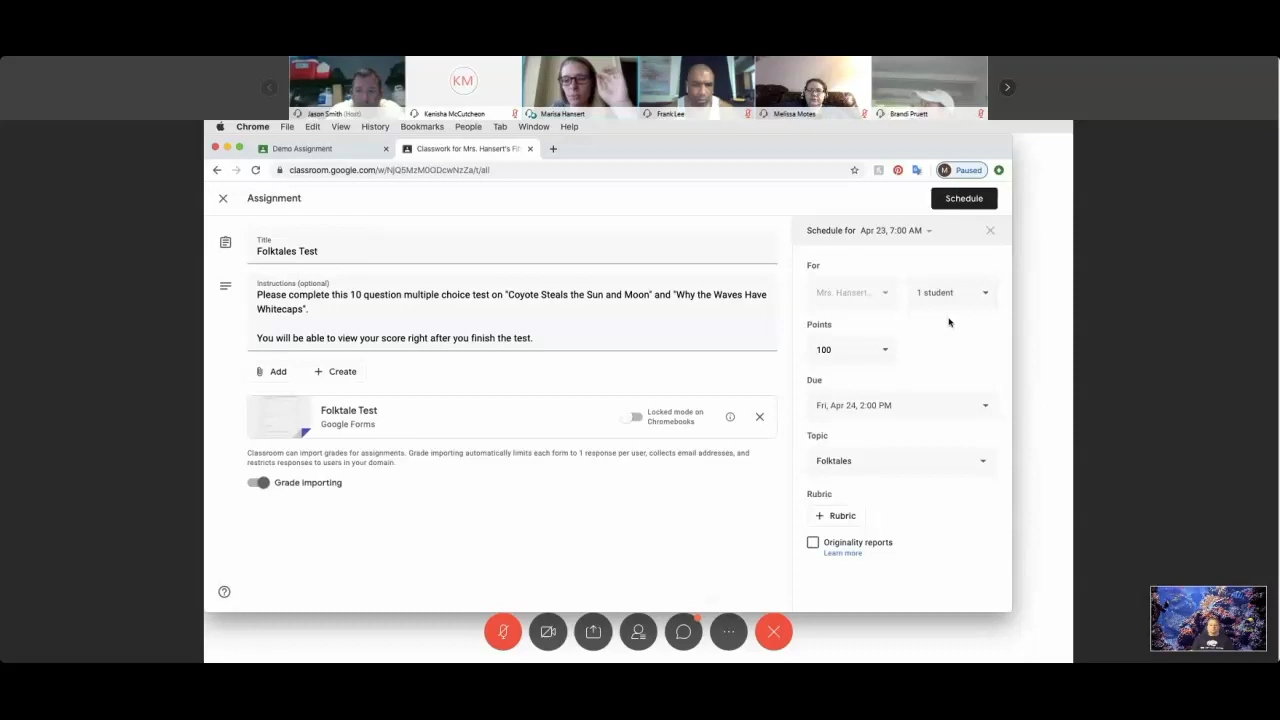 KM
Jason Smith (Host)
Kenisha McCutcheon
Marisa Hansert
Frank Lee
Melissa Motes
Brandi Pruett
Chrome File Edit View History Bookmarks People Tab Window Help
Demo Assignment
Classwork for Mrs. Hansert's Fif
classroom.google.com/w/NjQ5MzM0ODcwNzZa/t/all
M Paused
Assignment
Schedule
Title
Folktales Test
Schedule for Apr 23, 7:00 AM
Instructions (optional)
Please complete this 10 question multiple choice test on "Coyote Steals the Sun and Moon" and "Why the Waves Have
Whitecaps".
You will be able to view your score right after you finish the test.
Add
Create
Folktale Test
Google Forms
Locked mode on
Chromebooks
Classroom can import grades for assignments. Grade importing automatically limits each form to 1 response per user, collects email addresses, and
restricts responses to users in your domain.
Grade importing
For
Mrs. Hansert...
1 student
Points
100
Due
Fri, Apr 24, 2:00 PM
Topic
Folktales
Rubric
+ Rubric
Originality reports
Learn more